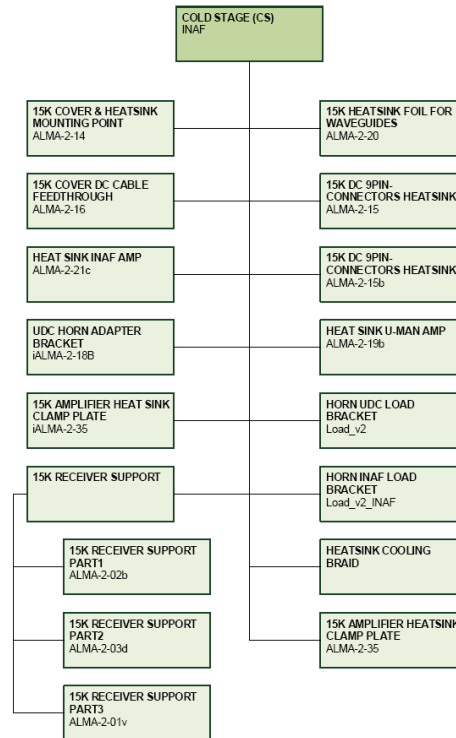 COLD STAGE (CS)
INAF
15K COVER & HEATSINK
MOUNTING POINT
ALMA-2-14
15K HEATSINK FOIL FOR
WAVEGUIDES
ALMA-2-20
15K COVER DC CABLE
FEEDTHROUGH
ALMA-2-16
15K DC 9PIN-
CONNECTORS HEATSINK
ALMA-2-15
HEAT SINK INAF AMP
ALMA-2-21c
15K DC 9PIN-
CONNECTORS HEATSINK
ALMA-2-15b
UDC HORN ADAPTER
BRACKET
iALMA-2-18B
HEAT SINK U-MAN AMP
ALMA-2-19b
15K AMPLIFIER HEAT SINK
CLAMP PLATE
iALMA-2-35
HORN UDC LOAD
BRACKET
Load_v2
15K RECEIVER SUPPORT
HORN INAF LOAD
BRACKET
Load_v2_INAF
15K RECEIVER SUPPORT
PART1
ALMA-2-02b
HEATSINK COOLING
BRAID
15K RECEIVER SUPPORT
PART2
ALMA-2-03d
15K AMPLIFIER HEATSINK
CLAMP PLATE
ALMA-2-35
15K RECEIVER SUPPORT
PART3
ALMA-2-01v